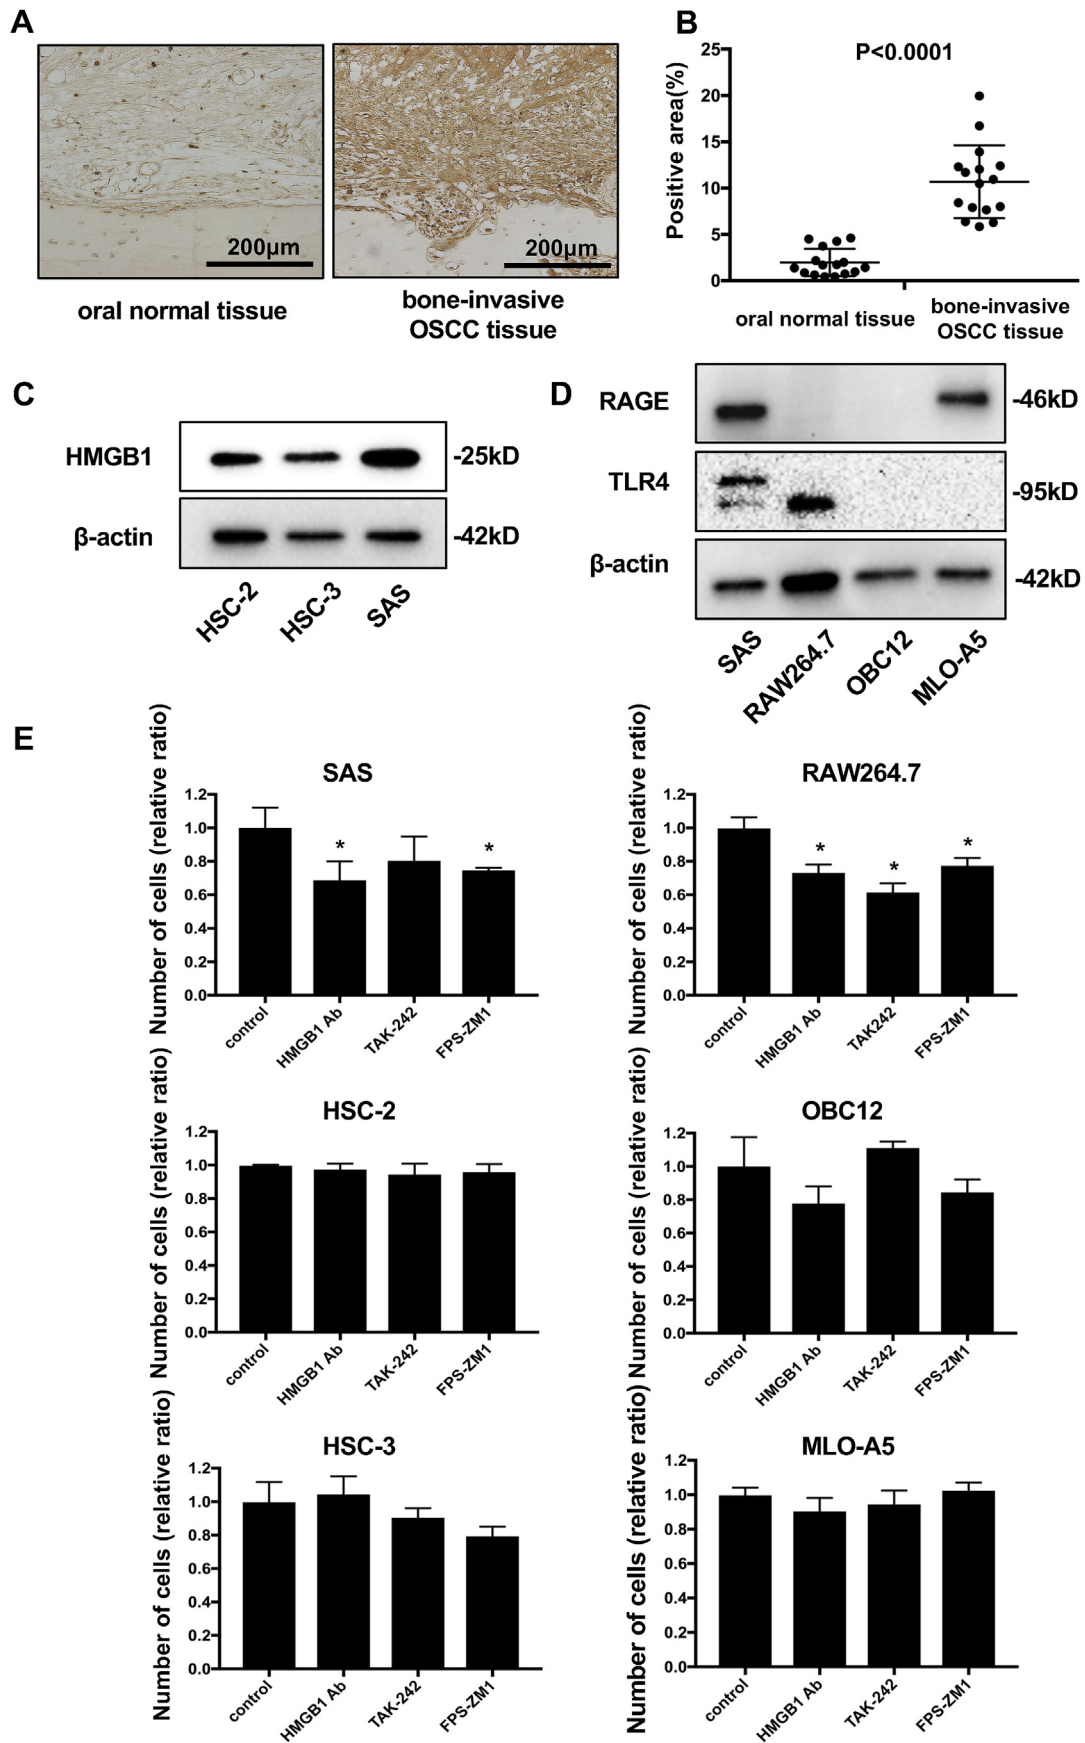 A
200μm
200μm
oral normal tissue
bone-invasive
OSCC tissue
B
P<0.0001
Positive area(%)
25
20
15
10
5
0
oral normal tissue
bone-invasive
OSCC tissue
C
HMGB1
-25kD
β-actin
-42kD
HSC-2
HSC-3
SAS
D
RAGE
-46kD
TLR4
-95kD
β-actin
-42kD
SAS
RAW264.7
OBC12
MLO-A5
E
SAS
Number of cells (relative ratio)
1.2
1.0
0.8
0.6
0.4
0.2
0.0
*
*
control
HMGB1 Ab
TAK-242
FPS-ZM1
RAW264.7
Number of cells (relative ratio)
1.2
1.0
0.8
0.6
0.4
0.2
0.0
*
*
*
control
HMGB1 Ab
TAK242
FPS-ZM1
HSC-2
Number of cells (relative ratio)
1.2
1.0
0.8
0.6
0.4
0.2
0.0
control
HMGB1 Ab
TAK-242
FPS-ZM1
OBC12
Number of cells (relative ratio)
1.2
1.0
0.8
0.6
0.4
0.2
0.0
control
HMGB1 Ab
TAK-242
FPS-ZM1
HSC-3
Number of cells (relative ratio)
1.2
1.0
0.8
0.6
0.4
0.2
0.0
control
HMGB1 Ab
TAK-242
FPS-ZM1
MLO-A5
Number of cells (relative ratio)
1.2
1.0
0.8
0.6
0.4
0.2
0.0
control
HMGB1 Ab
TAK-242
FPS-ZM1